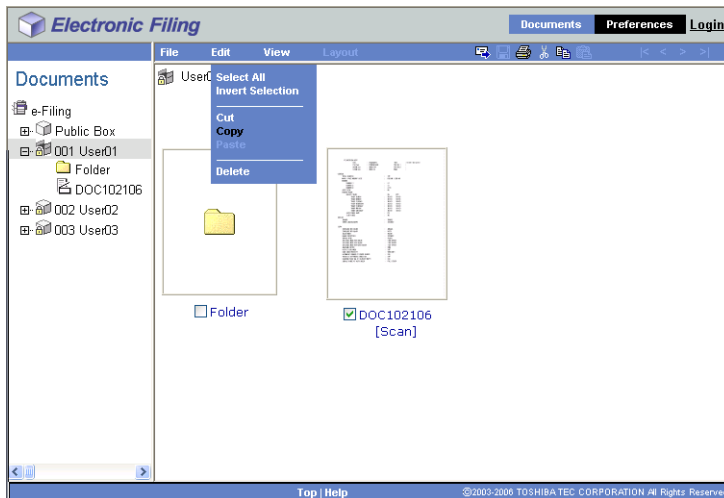 Electronic Filing
Documents Preferences Login
File Edit View Layout
|< < > >|
Documents
e-Filing
Public Box
001 User01
Folder
DOC102106
002 User02
003 User03
Select All
Invert Selection
Cut
Copy
Paste
Delete
Folder
DOC102106
[Scan]
Top | Help
©2003-2006 TOSHIBA TEC CORPORATION All Rights Reserve